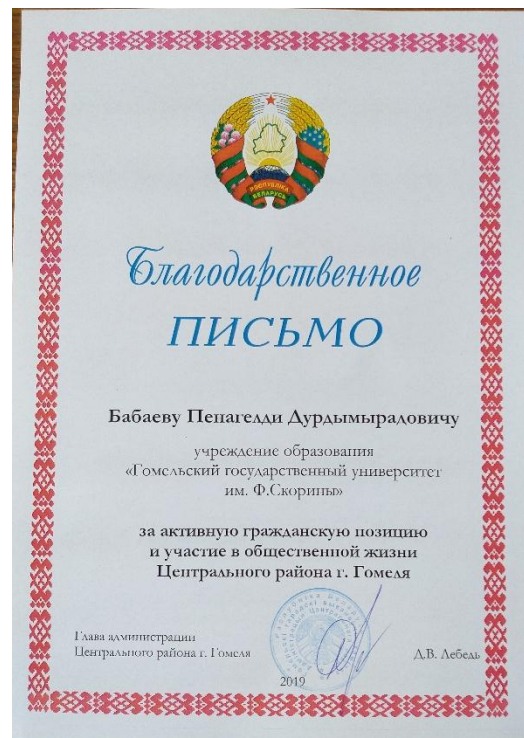 РЭСПУБЛІКА
БЕЛАРУСЬ
Благодарственное
ПИСЬМО
Бабаеву Пенагелди Дурдымырадовичу
учреждение образования
«Гомельский государственный университет
им. Ф.Скорины»
за активную гражданскую позицию
и участие в общественной жизни
Центрального района г. Гомеля
Глава администрации
Центрального района г. Гомеля
Д.В. Лебедь
2019